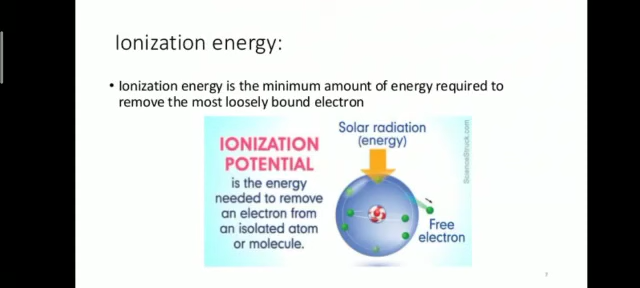 Ionization energy:
• Ionization energy is the minimum amount of energy required to
remove the most loosely bound electron
IONIZATION
POTENTIAL
is the energy
needed to remove
an electron from
an isolated atom
or molecule.
Solar radiation
(energy)
Free
electron
ScienceStruck.com